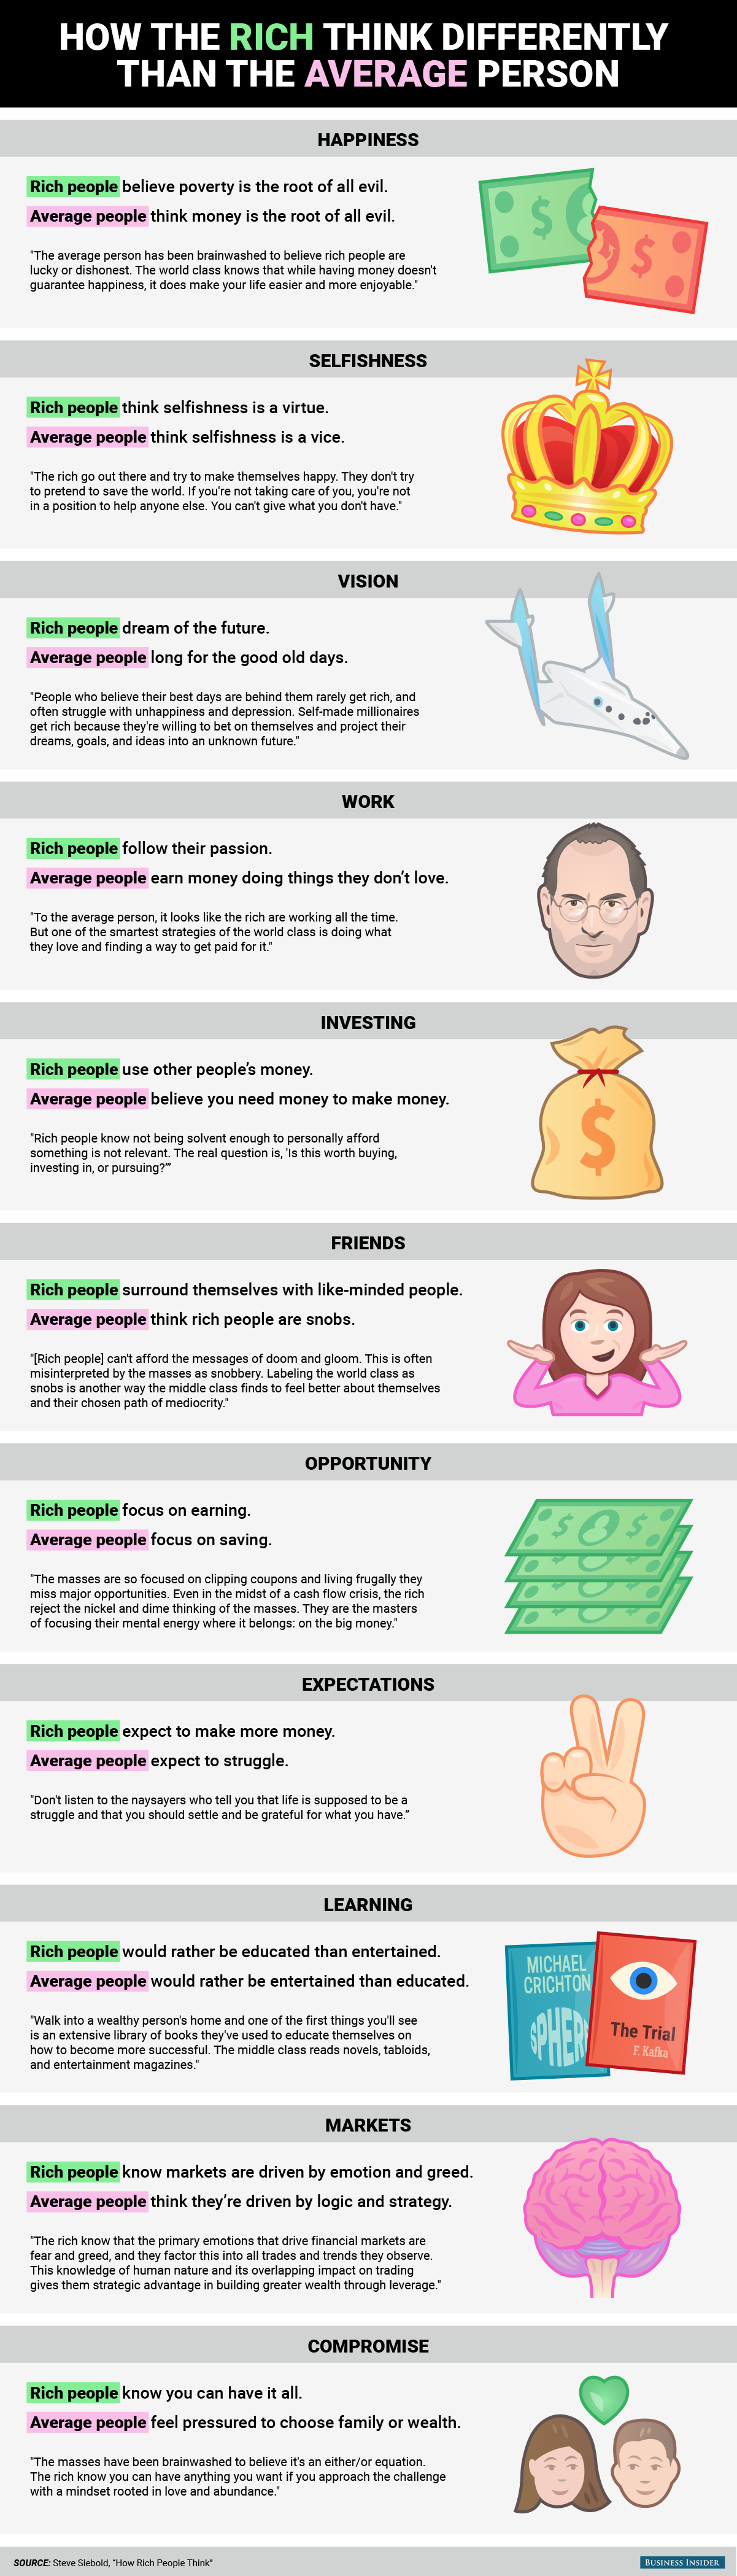 HOW THE RICH THINK DIFFERENTLY
THAN THE AVERAGE PERSON
HAPPINESS
Rich people believe poverty is the root of all evil.
Average people think money is the root of all evil.
"The average person has been brainwashed to believe rich people are
lucky or dishonest. The world class knows that while having money doesn't
guarantee happiness, it does make your life easier and more enjoyable."
$
$
SELFISHNESS
Rich people think selfishness is a virtue.
Average people think selfishness is a vice.
"The rich go out there and try to make themselves happy. They don't try
to pretend to save the world. If you're not taking care of you, you're not
in a position to help anyone else. You can't give what you don't have."
VISION
Rich people dream of the future.
Average people long for the good old days.
"People who believe their best days are behind them rarely get rich, and
often struggle with unhappiness and depression. Self-made millionaires
get rich because they're willing to bet on themselves and project their
dreams, goals, and ideas into an unknown future."
WORK
Rich people follow their passion.
Average people earn money doing things they don't love.
"To the average person, it looks like the rich are working all the time.
But one of the smartest strategies of the world class is doing what
they love and finding a way to get paid for it."
INVESTING
Rich people use other people's money.
Average people believe you need money to make money.
"Rich people know not being solvent enough to personally afford
something is not relevant. The real question is, 'Is this worth buying,
investing in, or pursuing?'"
$
FRIENDS
Rich people surround themselves with like-minded people.
Average people think rich people are snobs.
"[Rich people] can't afford the messages of doom and gloom. This is often
misinterpreted by the masses as snobbery. Labeling the world class as
snobs is another way the middle class finds to feel better about themselves
and their chosen path of mediocrity."
OPPORTUNITY
Rich people focus on earning.
Average people focus on saving.
"The masses are so focused on clipping coupons and living frugally they
miss major opportunities. Even in the midst of a cash flow crisis, the rich
reject the nickel and dime thinking of the masses. They are the masters
of focusing their mental energy where it belongs: on the big money."
$ $
EXPECTATIONS
Rich people expect to make more money.
Average people expect to struggle.
"Don't listen to the naysayers who tell you that life is supposed to be a
struggle and that you should settle and be grateful for what you have."
LEARNING
Rich people would rather be educated than entertained.
Average people would rather be entertained than educated.
"Walk into a wealthy person's home and one of the first things you'll see
is an extensive library of books they've used to educate themselves on
how to become more successful. The middle class reads novels, tabloids,
and entertainment magazines."
MICHAEL
CRICHTON
SPHER
The Trial
F. Kafka
MARKETS
Rich people know markets are driven by emotion and greed.
Average people think they're driven by logic and strategy.
"The rich know that the primary emotions that drive financial markets are
fear and greed, and they factor this into all trades and trends they observe.
This knowledge of human nature and its overlapping impact on trading
gives them strategic advantage in building greater wealth through leverage."
COMPROMISE
Rich people know you can have it all.
Average people feel pressured to choose family or wealth.
"The masses have been brainwashed to believe it's an either/or equation.
The rich know you can have anything you want if you approach the challenge
with a mindset rooted in love and abundance."
SOURCE: Steve Siebold, "How Rich People Think"
BUSINESS INSIDER